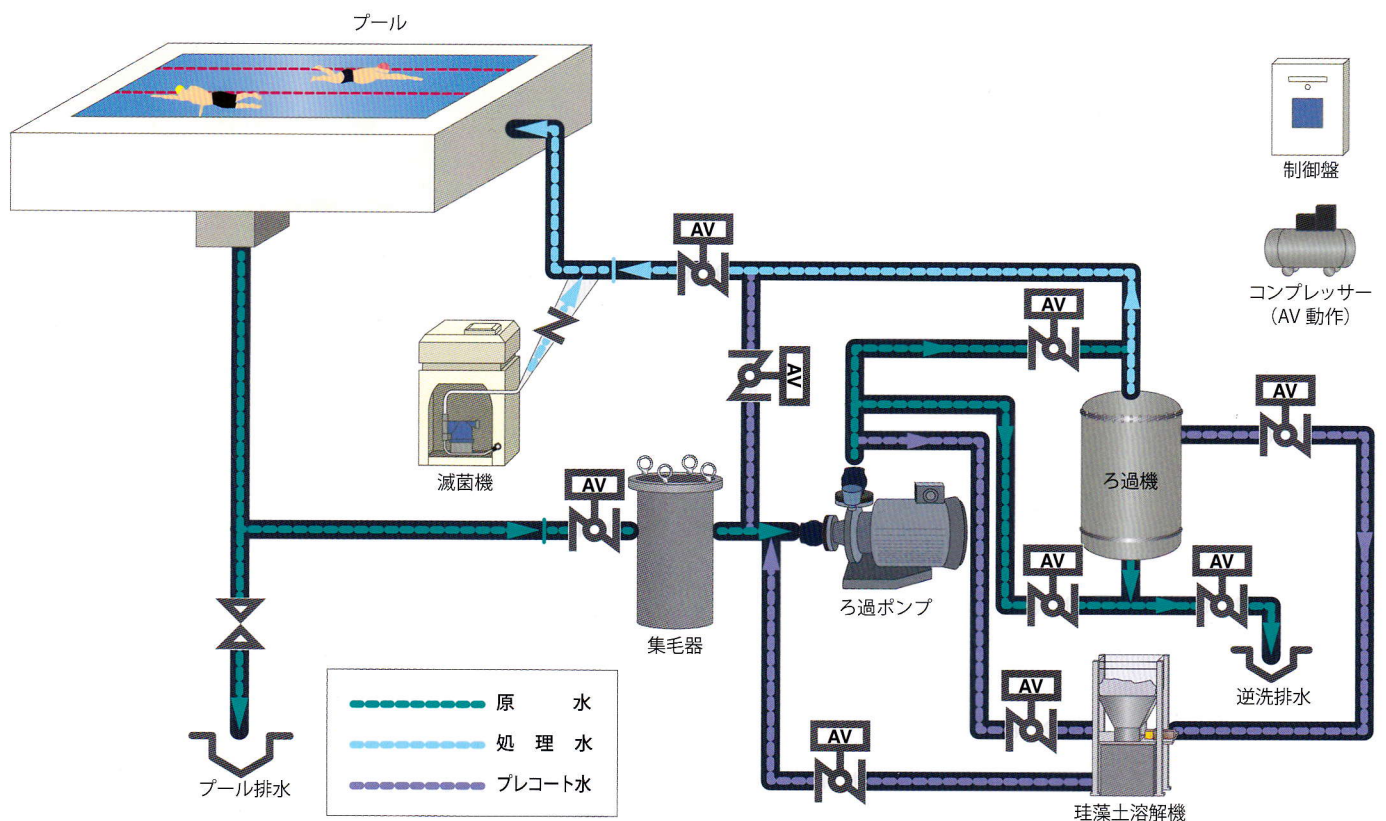 プール
制御盤
コンプレッサー
（AV 動作）
AV
AV
AV
AV
滅菌機
AV
ろ過機
集毛器
ろ過ポンプ
AV
AV
逆洗排水
AV
AV
珪藻土溶解機
プール排水
原 水
処 理 水
プレコート水